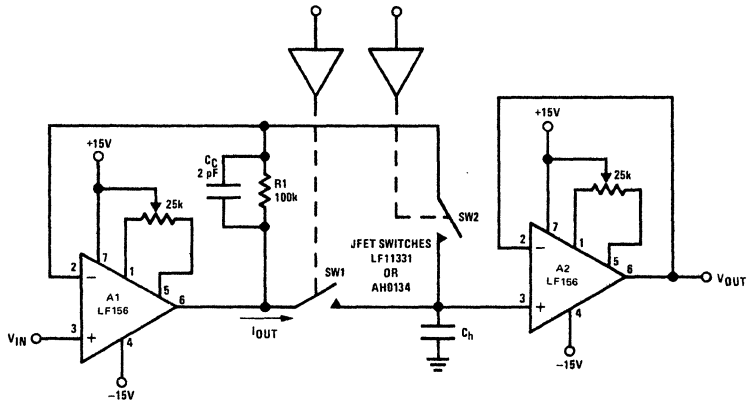 +15V
25k
7
2
−
1
5
A1
LF156
6
VIN
3
+
4
−15V
CC
2 pF
R1
100k
IOUT
SW1
SW2
JFET SWITCHES
LF11331
OR
AH0134
Ch
+15V
25k
7
2
−
1
5
A2
LF156
6
VOUT
3
+
4
−15V